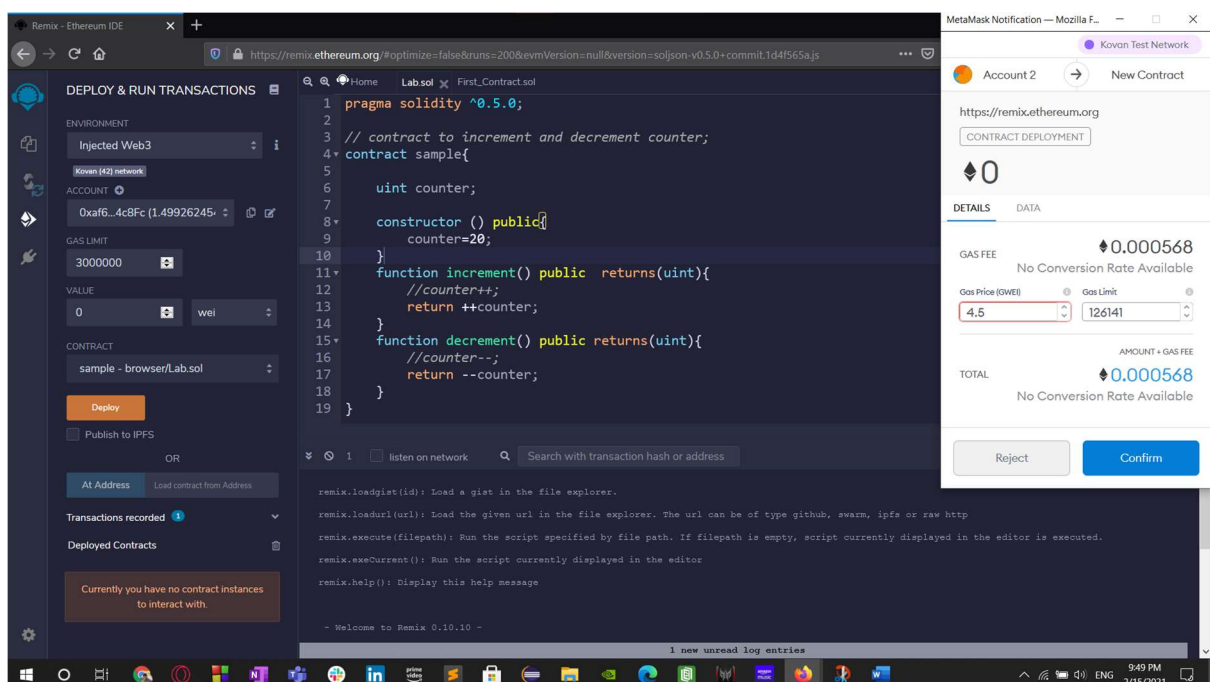 Remix - Ethereum IDE
https://remix.ethereum.org/#optimize=false&runs=200&evmVersion=null&version=soljson-v0.5.0+commit.1d4f565a.js
DEPLOY & RUN TRANSACTIONS
ENVIRONMENT
Injected Web3
i
Kovan (42) network
ACCOUNT
0xaf6...4c8Fc (1.49926245
GAS LIMIT
3000000
VALUE
0
wei
CONTRACT
sample - browser/Lab.sol
Deploy
Publish to IPFS
OR
At Address
Load contract from Address
Transactions recorded 1
Deployed Contracts
Currently you have no contract instances
to interact with.
Home Lab.sol First_Contract.sol
1 pragma solidity ^0.5.0;
2
3 // contract to increment and decrement counter;
4 contract sample{
5
6 uint counter;
7
8 constructor () public{
9 counter=20;
10 }
11 function increment() public returns(uint){
12 //counter++;
13 return ++counter;
14 }
15 function decrement() public returns(uint){
16 //counter--;
17 return --counter;
18 }
19 }
1 listen on network
Search with transaction hash or address
remix.loadgist(id): Load a gist in the file explorer.
remix.loadurl(url): Load the given url in the file explorer. The url can be of type github, swarm, ipfs or raw http
remix.execute(filepath): Run the script specified by file path. If filepath is empty, script currently displayed in the editor is executed.
remix.exeCurrent(): Run the script currently displayed in the editor
remix.help(): Display this help message
- Welcome to Remix 0.10.10 -
1 new unread log entries
MetaMask Notification — Mozilla F...
Kovan Test Network
Account 2
New Contract
https://remix.ethereum.org
CONTRACT DEPLOYMENT
0
DETAILS
DATA
GAS FEE
0.000568
No Conversion Rate Available
Gas Price (GWEI)
Gas Limit
4.5
126141
AMOUNT + GAS FEE
TOTAL
0.000568
No Conversion Rate Available
Reject
Confirm
prime
video
in
ENG
9:49 PM
2/15/2021